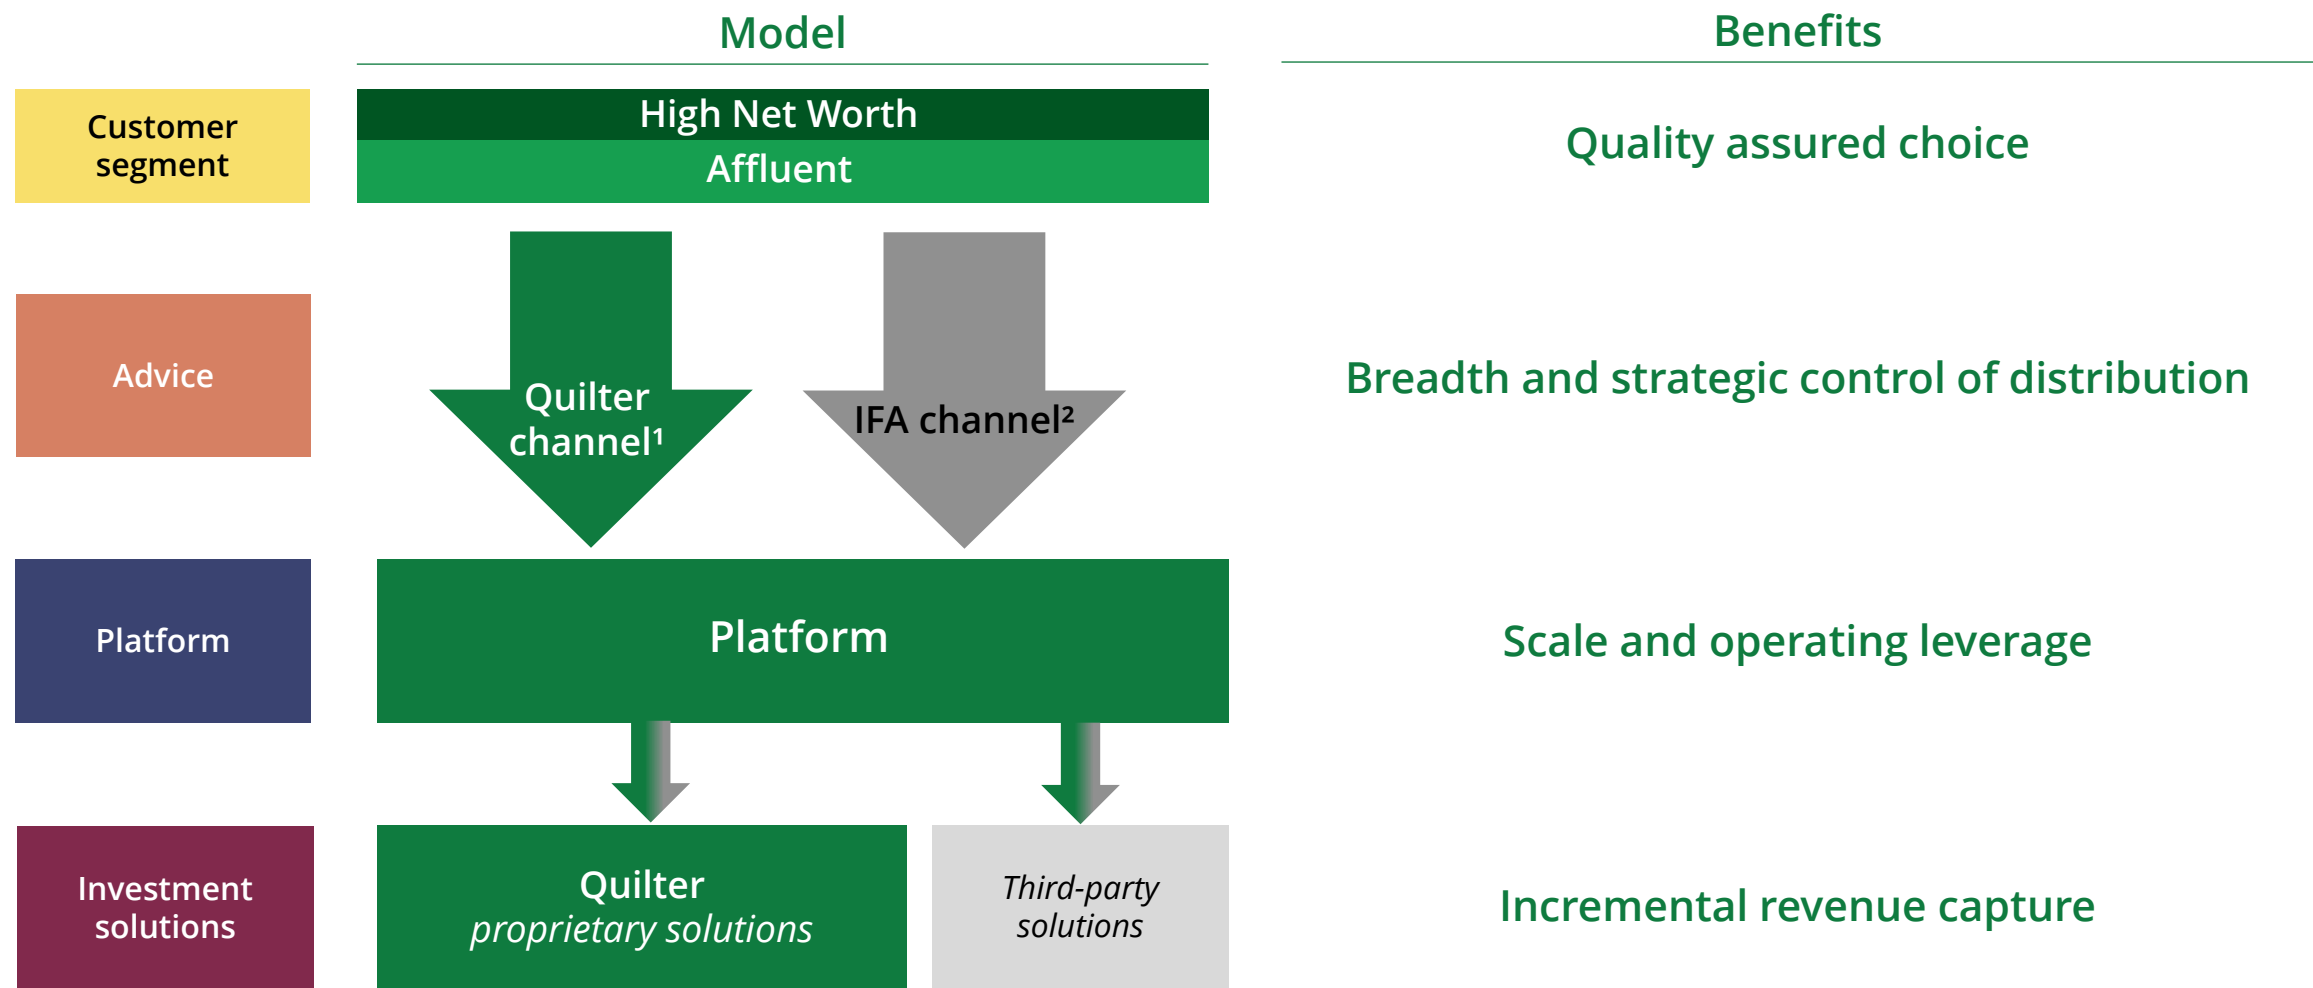 Model
Benefits
Customer
segment
High Net Worth
Affluent
Quality assured choice
Advice
Quilter
channel¹
IFA channel²
Breadth and strategic control of distribution
Platform
Platform
Scale and operating leverage
Investment
solutions
Quilter
proprietary solutions
Third-party
solutions
Incremental revenue capture